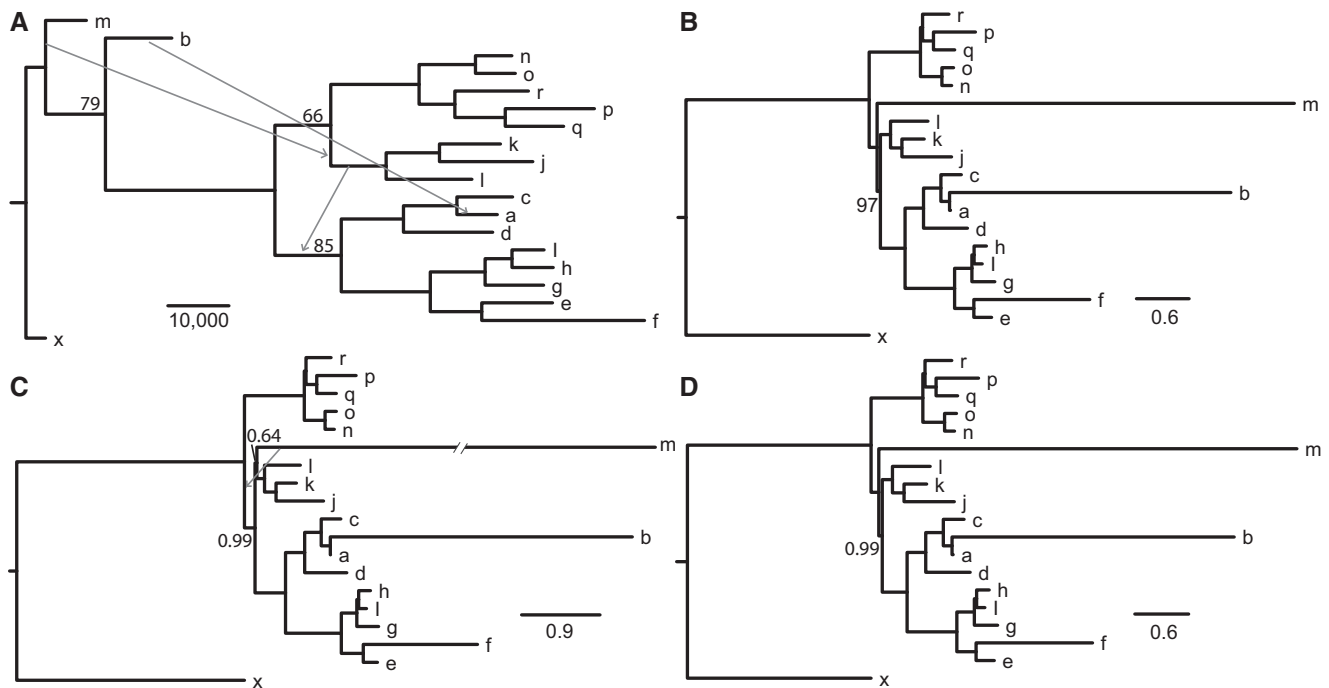 A
m
b
79
n
o
r
66
p
q
k
j
l
c
a
d
85
l
h
g
e
f
10,000
x
B
r
p
q
o
n
m
l
k
j
c
b
97
a
d
h
l
g
f
e
0.6
x
C
r
p
q
o
n
0.64
m
l
k
j
c
0.99
b
a
d
h
l
g
f
e
0.9
x
D
r
p
q
o
n
m
l
k
j
c
b
0.99
a
d
h
l
g
f
e
0.6
x